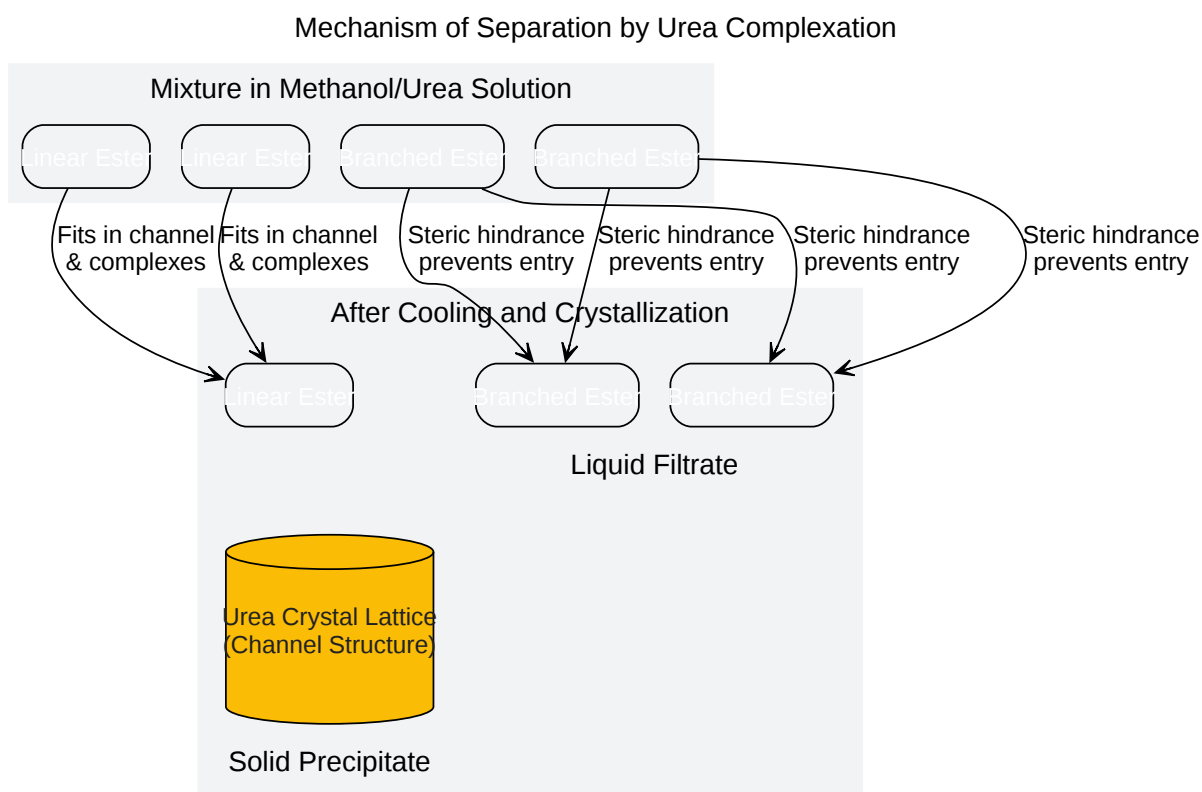 Mechanism of Separation by Urea Complexation
Mixture in Methanol/Urea Solution
Linear Ester
Linear Ester
Branched Ester
Branched Ester
Fits in channel
& complexes
Fits in channel
& complexes
Steric hindrance
prevents entry
Steric hindrance
prevents entry
Steric hindrance
prevents entry
Steric hindrance
prevents entry
After Cooling and Crystallization
Linear Ester
Branched Ester
Branched Ester
Liquid Filtrate
Urea Crystal Lattice
(Channel Structure)
Solid Precipitate